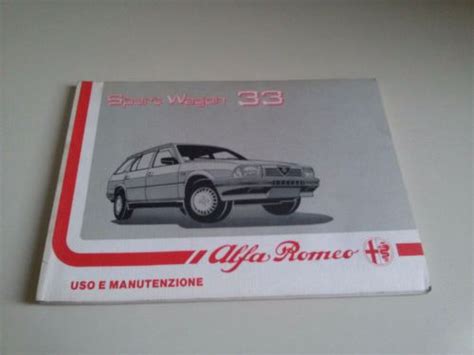 Sport Wagon 33
Alfa Romeo
USO E MANUTENZIONE